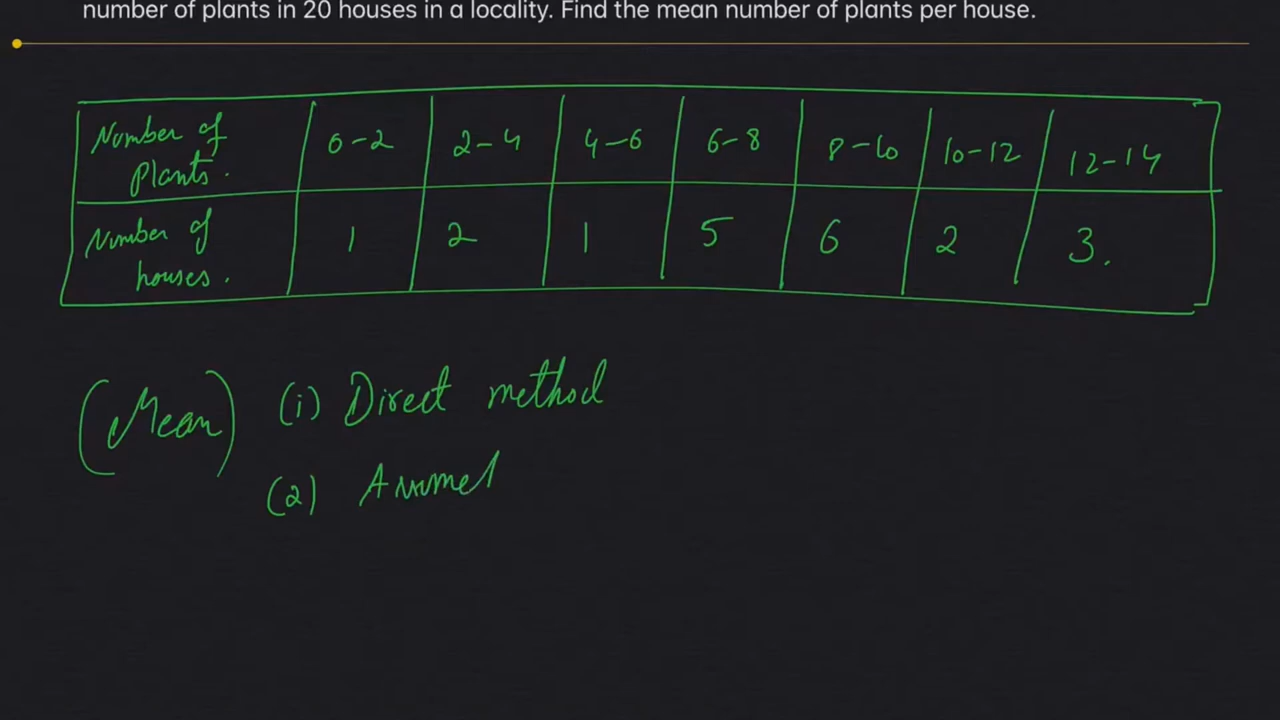 number of plants in 20 houses in a locality. Find the mean number of plants per house.
Number of plants. 0-2 2-4 4-6 6-8 8-10 10-12 12-14
Number of houses. 1 2 1 5 6 2 3.
(Mean) (i) Direct method
(2) Assumed